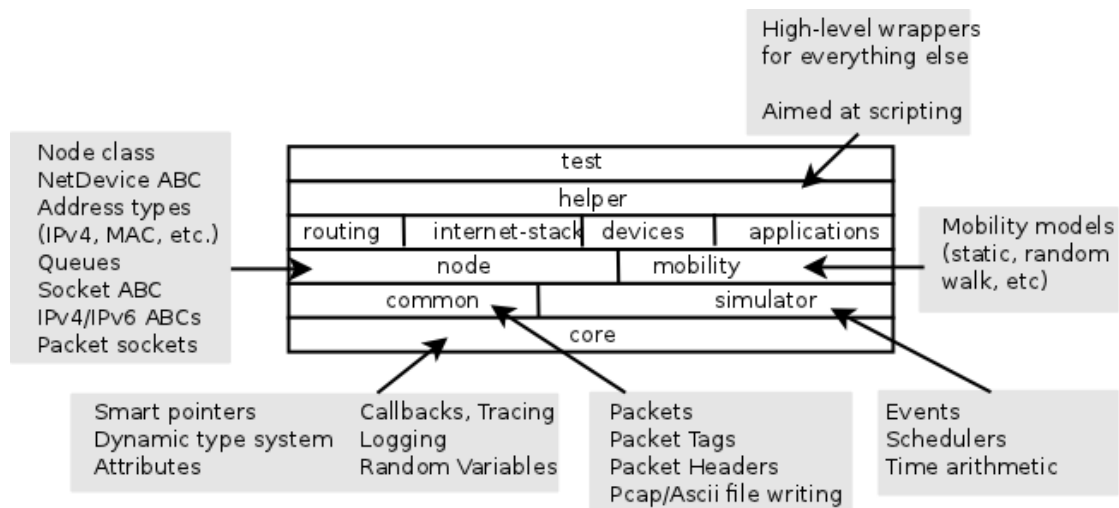 High-level wrappers
for everything else
Aimed at scripting
Node class
NetDevice ABC
Address types
(IPv4, MAC, etc.)
Queues
Socket ABC
IPv4/IPv6 ABCs
Packet sockets
test
helper
routing internet-stack devices applications
node mobility
common simulator
core
Mobility models
(static, random
walk, etc)
Smart pointers
Dynamic type system
Attributes
Callbacks, Tracing
Logging
Random Variables
Packets
Packet Tags
Packet Headers
Pcap/Ascii file writing
Events
Schedulers
Time arithmetic